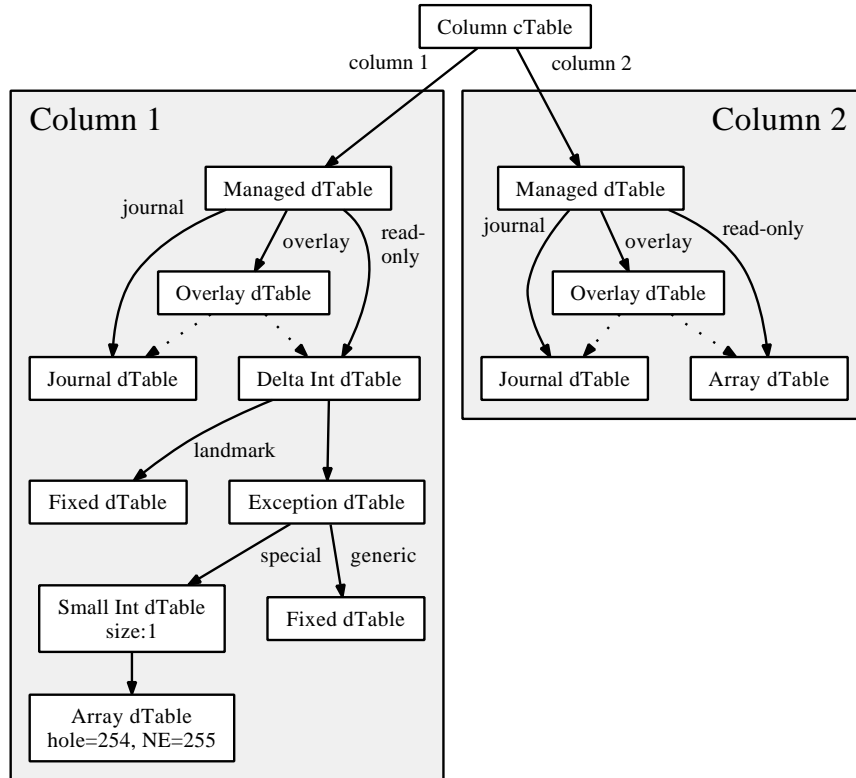 Column cTable
column 1
column 2
Column 1
Column 2
Managed dTable
Managed dTable
journal
overlay
read-
only
journal
overlay
read-only
Overlay dTable
Overlay dTable
Journal dTable
Delta Int dTable
Journal dTable
Array dTable
landmark
Fixed dTable
Exception dTable
special
generic
Small Int dTable
size:1
Fixed dTable
Array dTable
hole=254, NE=255